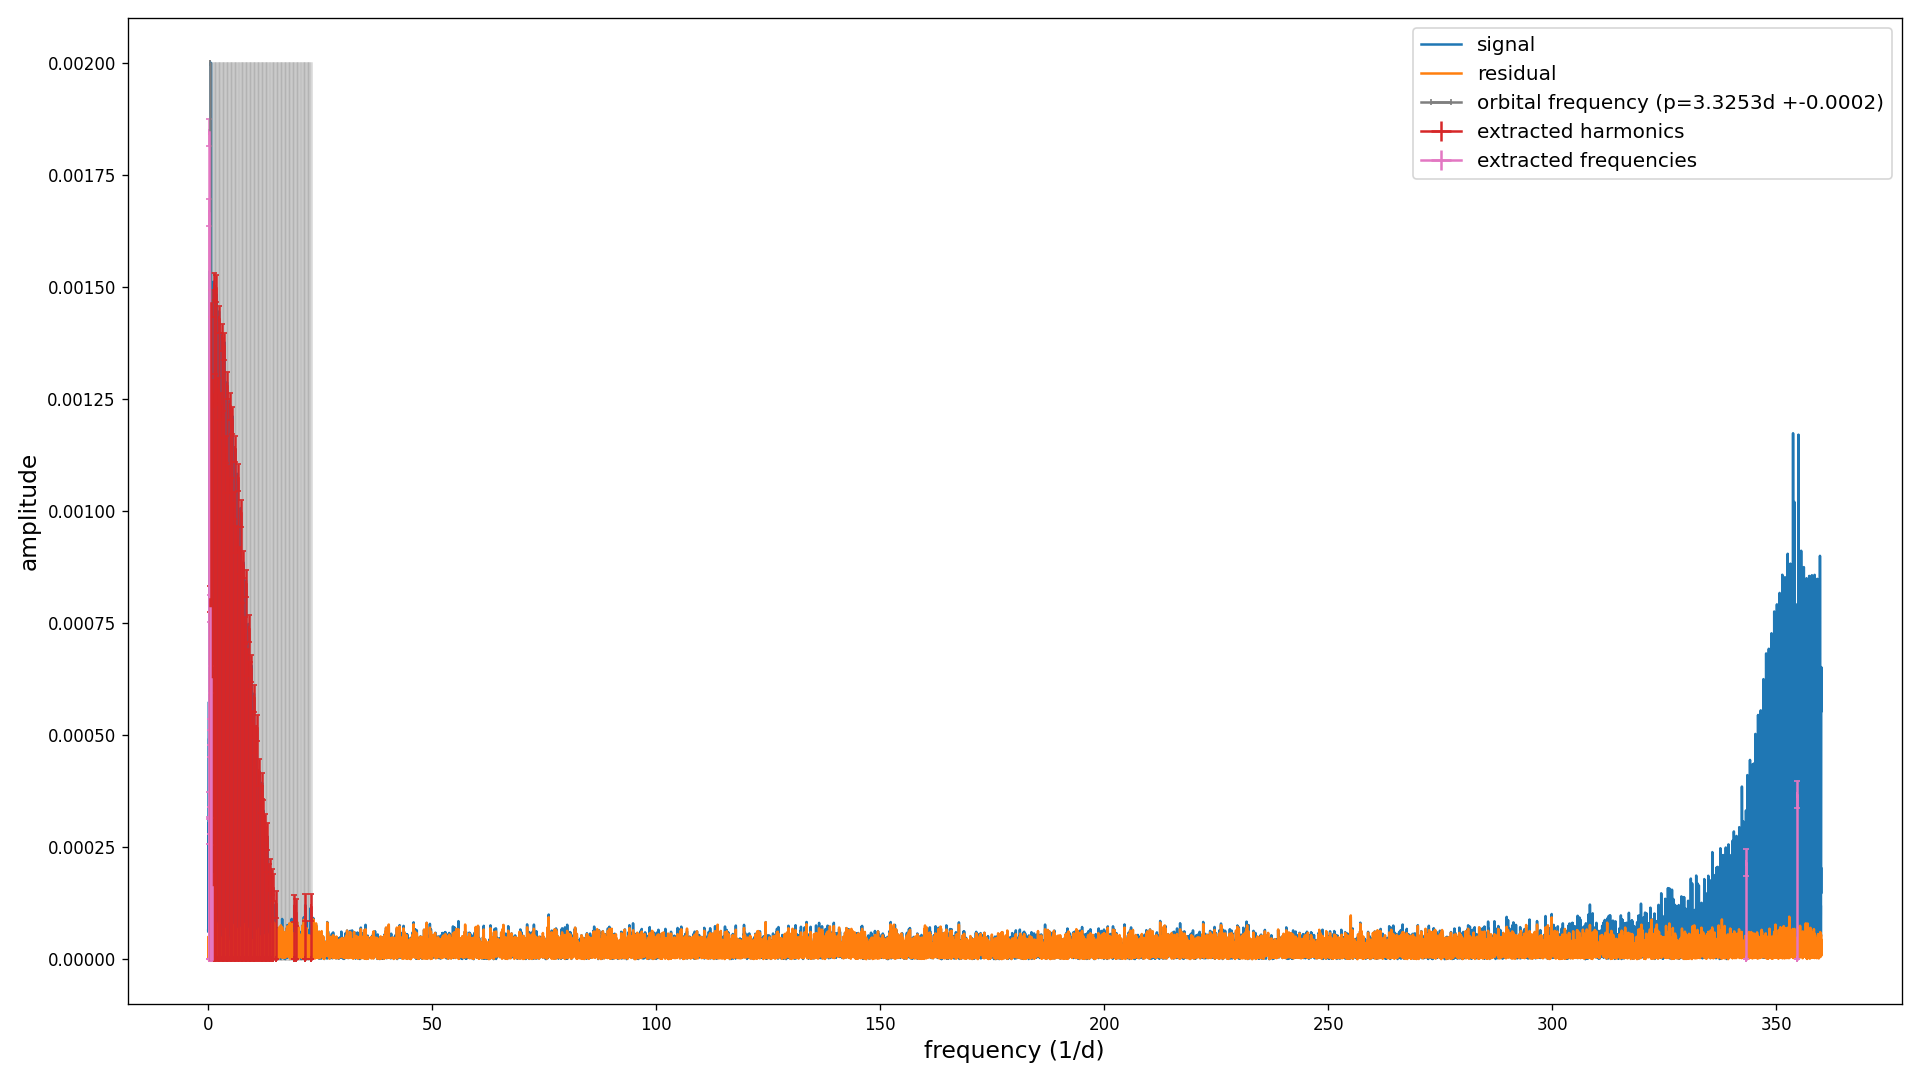 signal
residual
orbital frequency (p=3.3253d +-0.0002)
extracted harmonics
extracted frequencies
0.00200
0.00175
0.00150
0.00125
0.00100
0.00075
0.00050
0.00025
0.00000
amplitude
0 50 100 150 200 250 300 350
frequency (1/d)